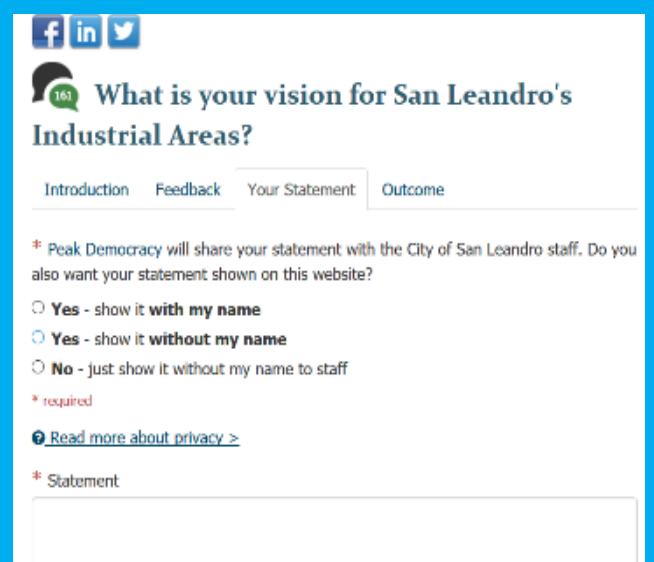 f in
161
What is your vision for San Leandro's
Industrial Areas?
Introduction Feedback Your Statement Outcome
* Peak Democracy will share your statement with the City of San Leandro staff. Do you
also want your statement shown on this website?
Yes - show it with my name
Yes - show it without my name
No - just show it without my name to staff
* required
? Read more about privacy >
* Statement